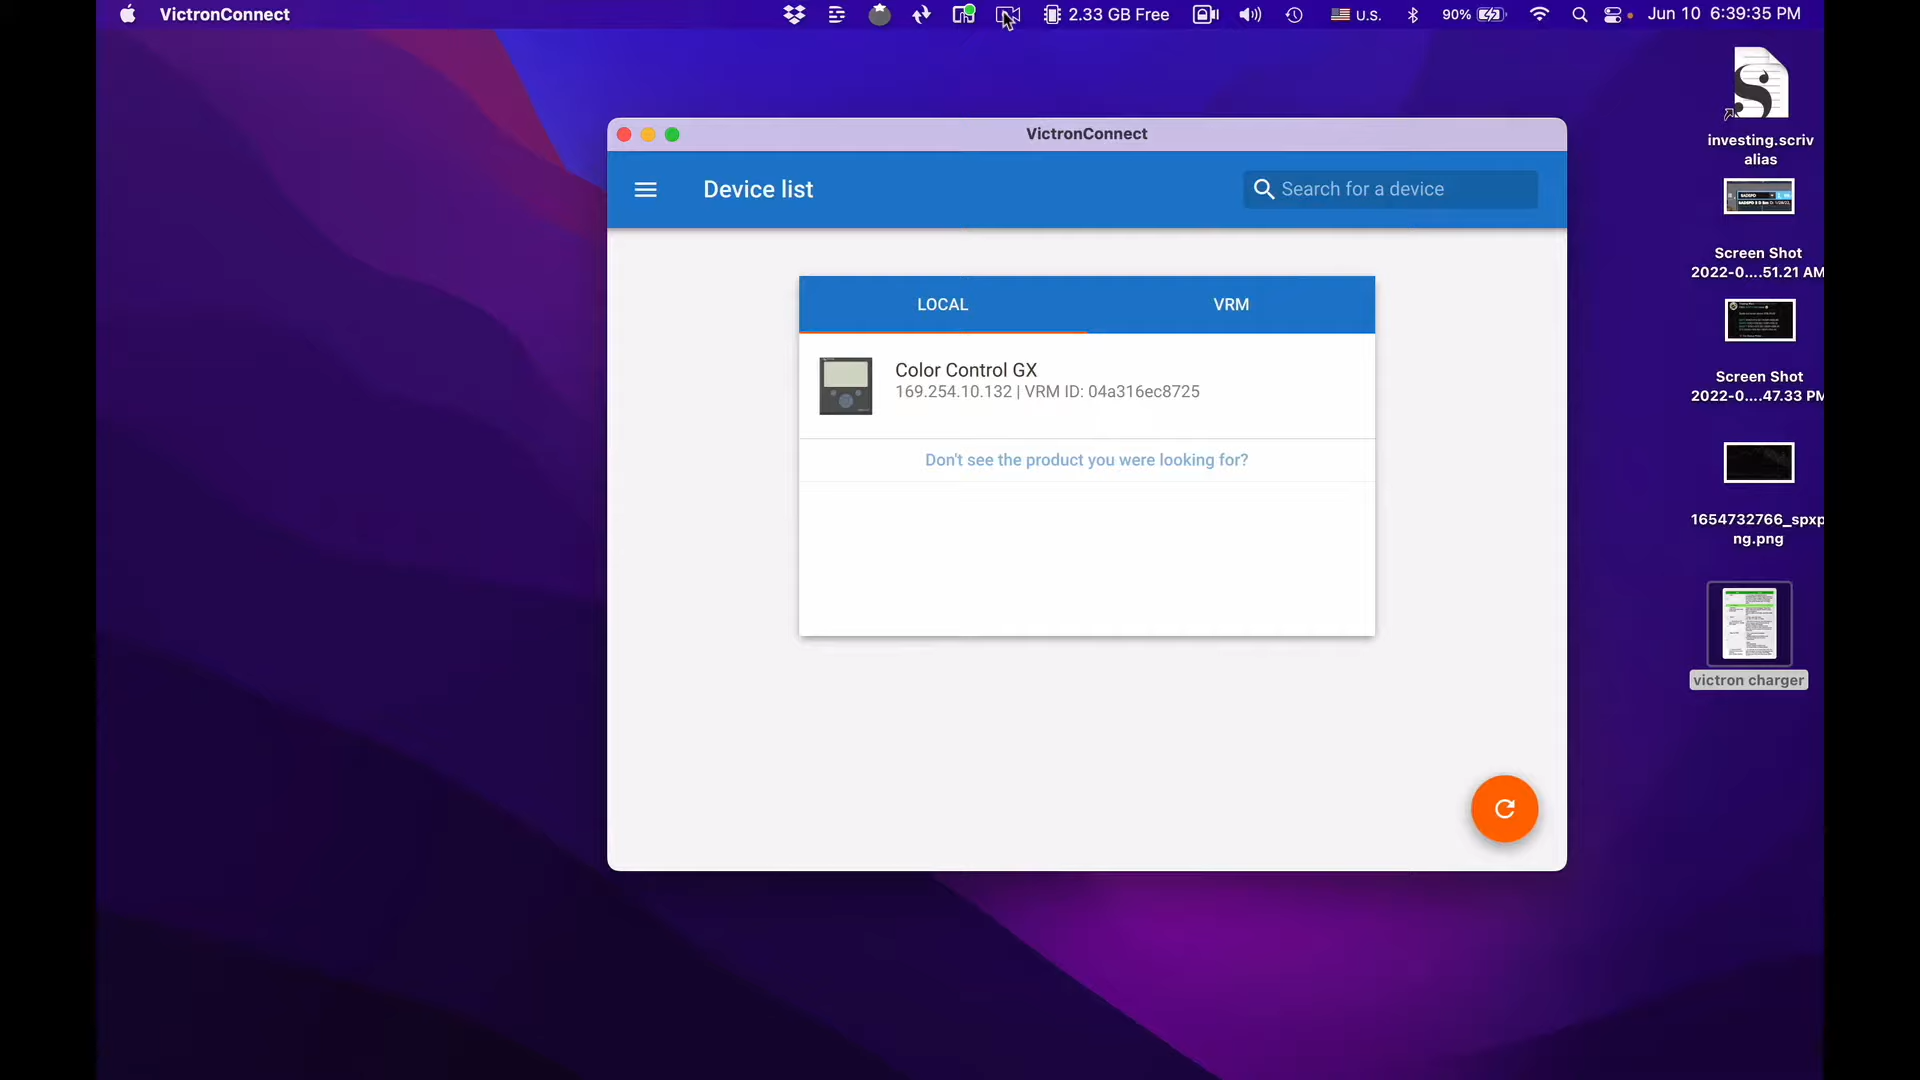 VictronConnect
2.33 GB Free
U.S.
90%
Jun 10 6:39:35 PM
VictronConnect
Device list
Search for a device
LOCAL
VRM
Color Control GX
169.254.10.132 | VRM ID: 04a316ec8725
Don't see the product you were looking for?
investing.scriv
alias
Screen Shot
2022-0....51.21 AM
Screen Shot
2022-0....47.33 PM
1654732766_spxp
ng.png
victron charger